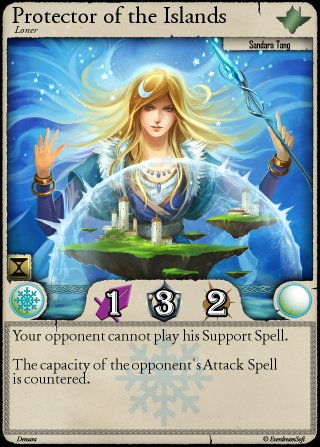 Protector of the Islands
Loner
Sandara Tang
1 3 2
Your opponent cannot play his Support Spell.
The capacity of the opponent's Attack Spell
is countered.
Demara © EverdreamSoft